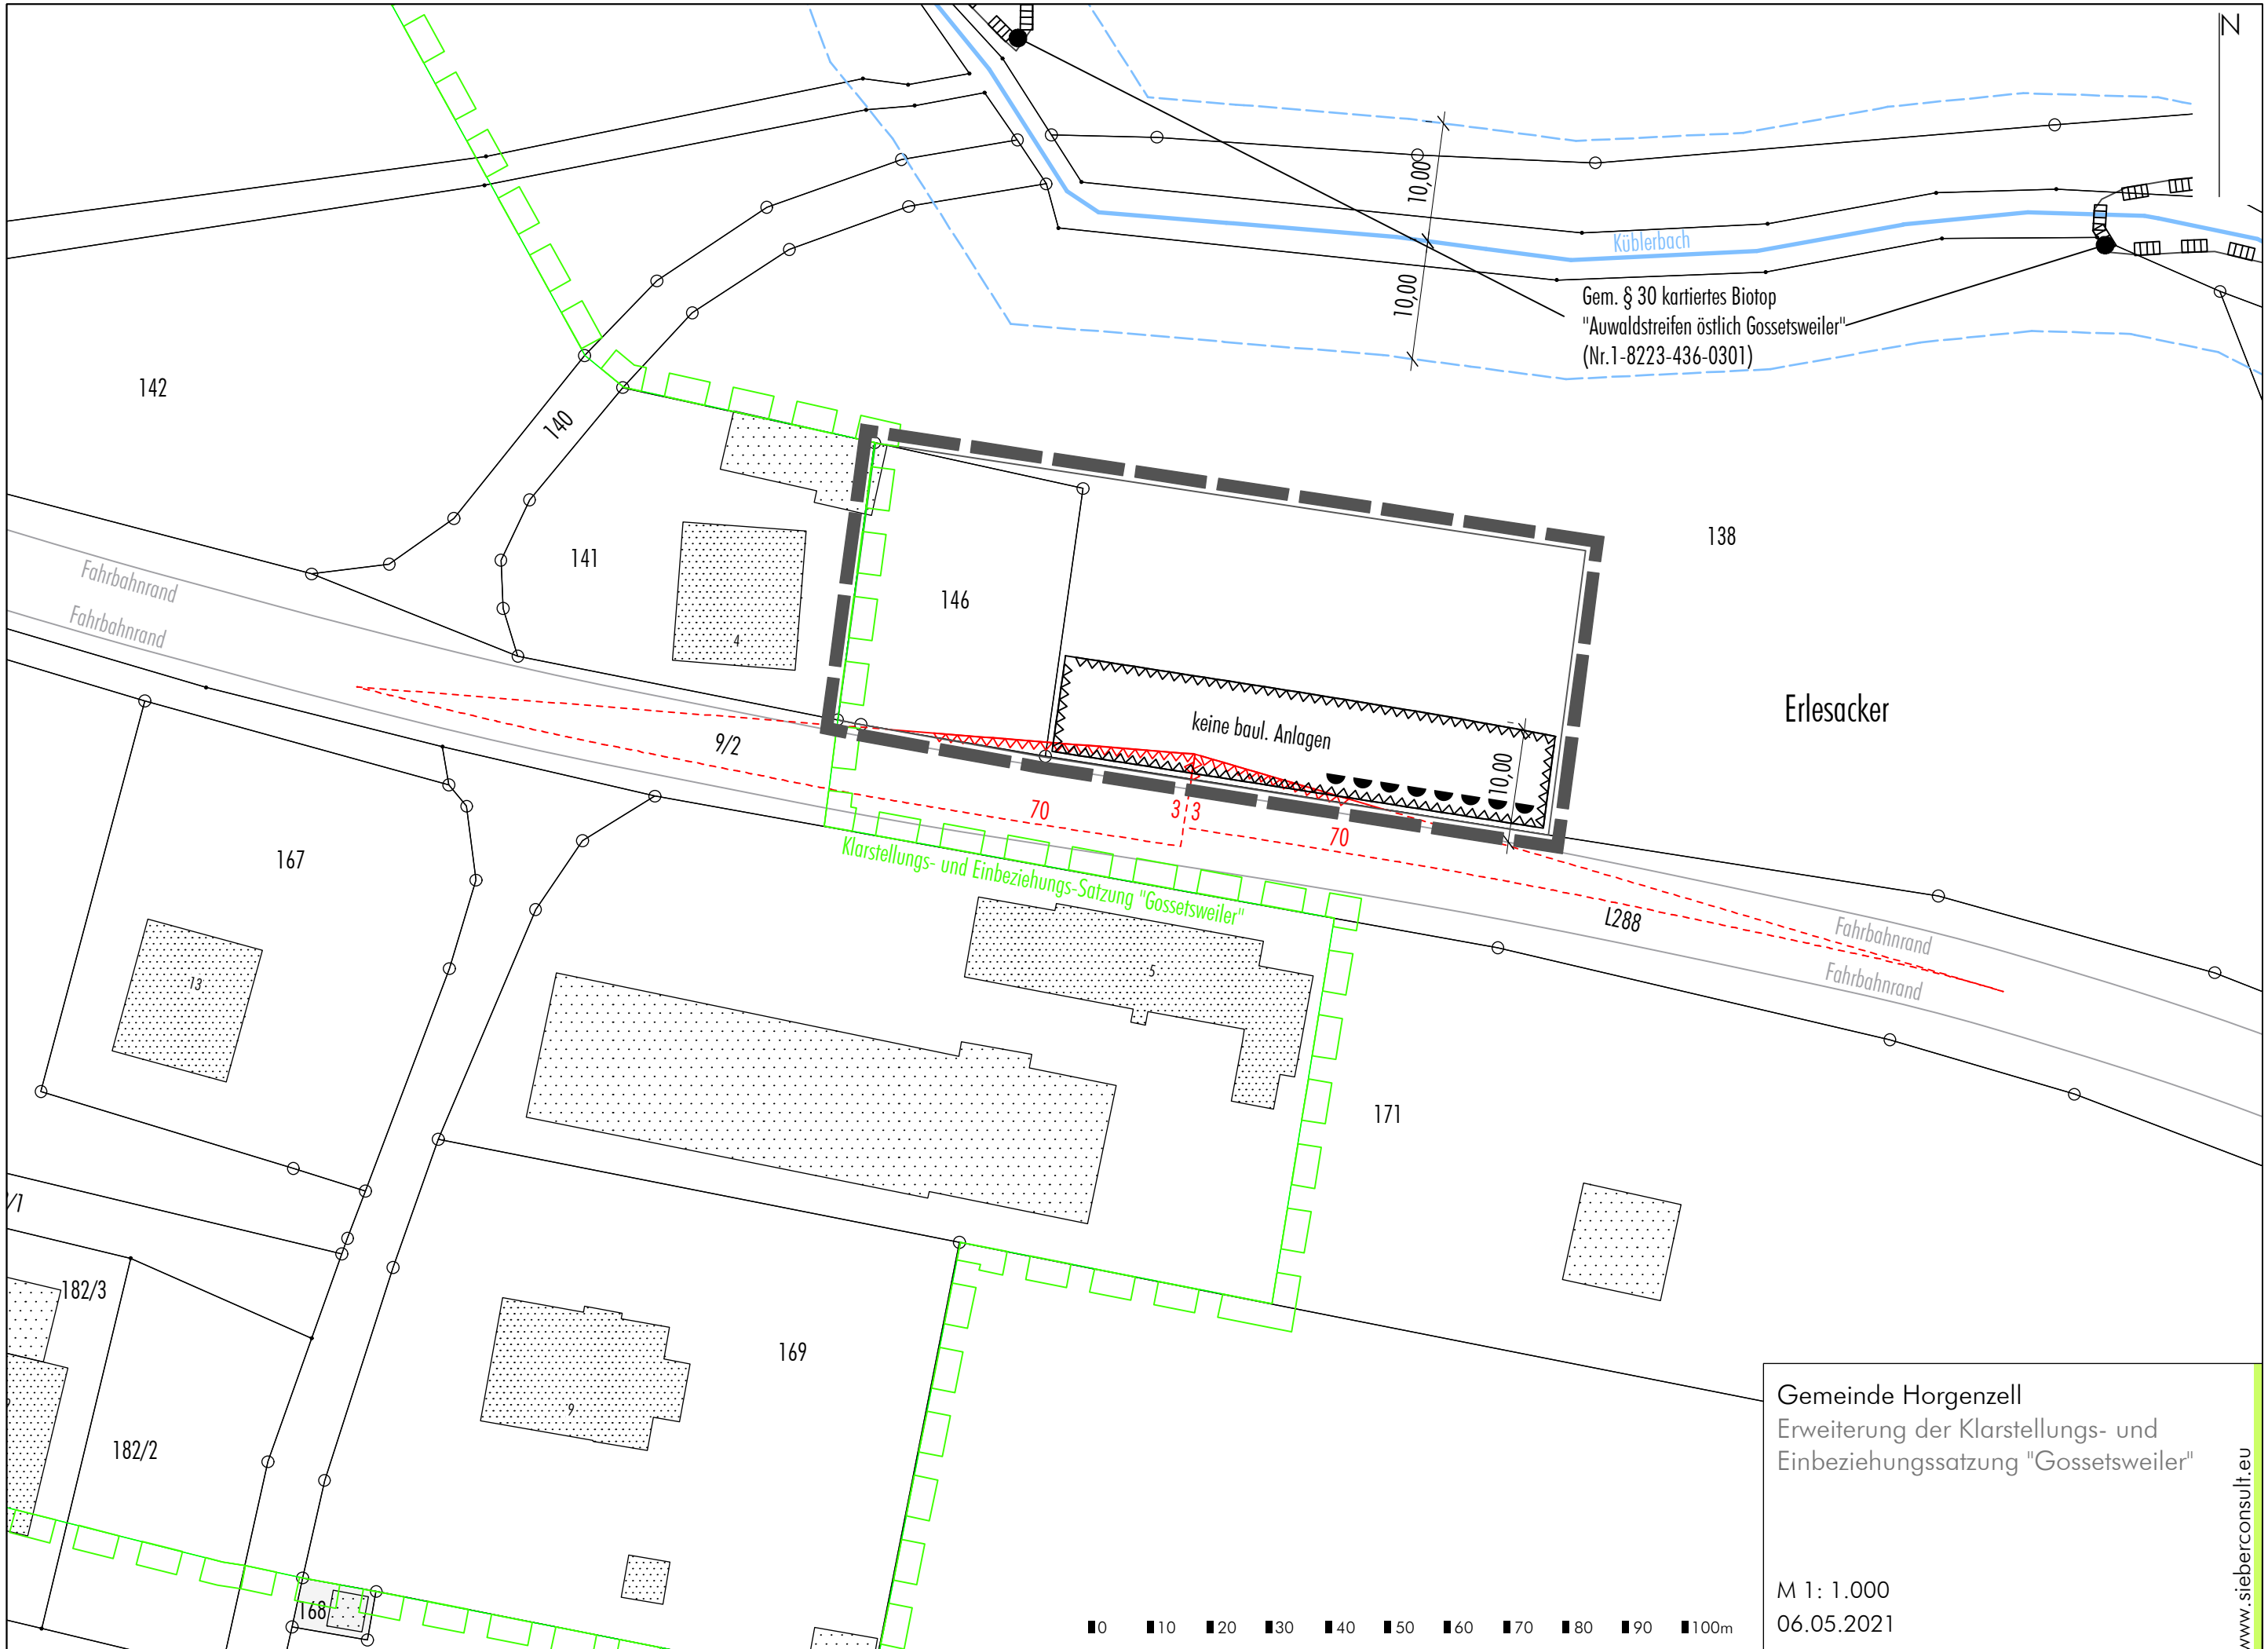 N
10,00
Küblerbach
10,00
Gem. § 30 kartiertes Biotop
"Auwaldstreifen östlich Gossetsweiler"
(Nr.1-8223-436-0301)
142
140
138
141
146
4
Fahrbahnrand
Fahrbahnrand
Erlesacker
keine baul. Anlagen
10,00
9/2
70
3
3
70
Klarstellungs- und Einbeziehungs-Satzung "Gossetsweiler"
167
L288
Fahrbahnrand
Fahrbahnrand
5
13
171
/1
182/3
169
9
182/2
168
0 10 20 30 40 50 60 70 80 90 100m
Gemeinde Horgenzell
Erweiterung der Klarstellungs- und
Einbeziehungssatzung "Gossetsweiler"
M 1: 1.000
06.05.2021
www.sieberconsult.eu